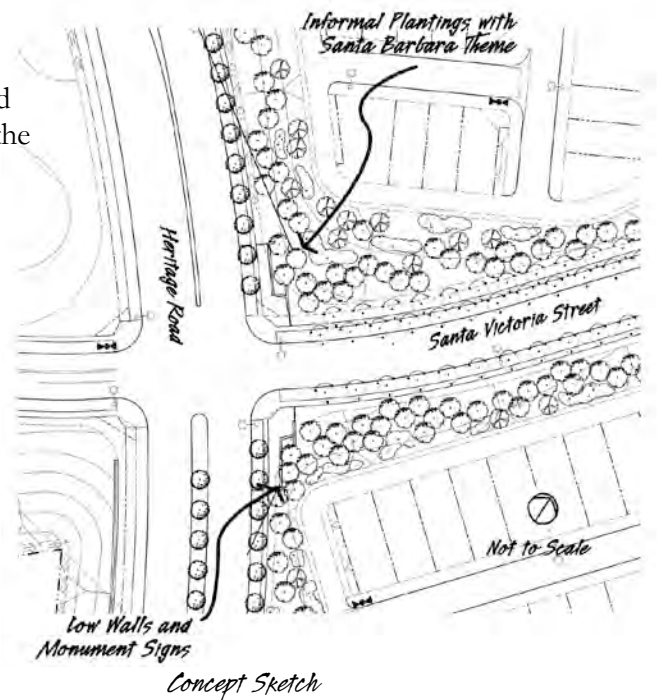 Informal Plantings with
Santa Barbara Theme
d
the
Heritage Road
Santa Victoria Street
Not to Scale
Low Walls and
Monument Signs
Concept Sketch